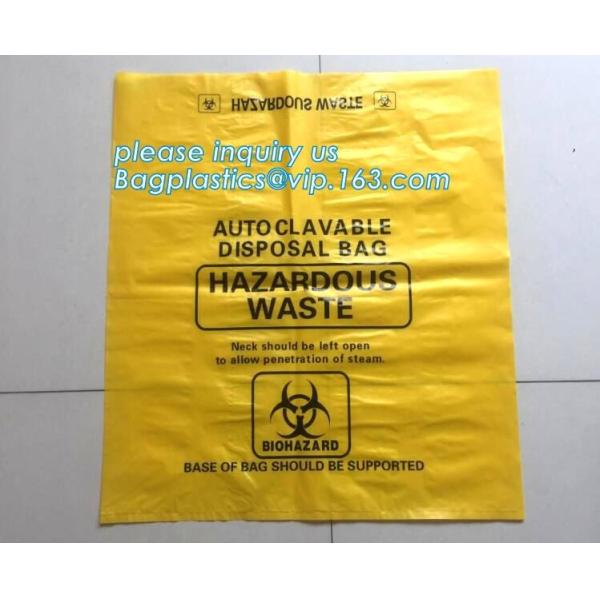 HAZARDOUS WASTE
please inquiry us
Bagplastics@vip.163.com
AUTOCLAVABLE
DISPOSAL BAG
HAZARDOUS
WASTE
Neck should be left open
to allow penetration of steam.
BIOHAZARD
BASE OF BAG SHOULD BE SUPPORTED